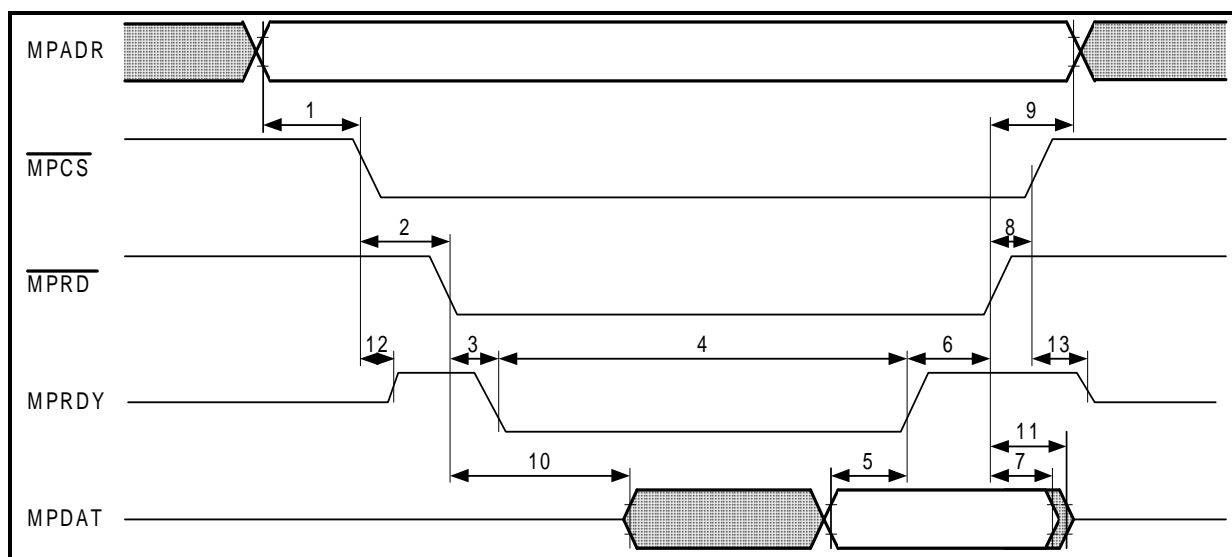 MPADR
1 9
MPCS
2 8
MPRD
12 3 4 6 13
MPRDY
11
10 5 7
MPDAT